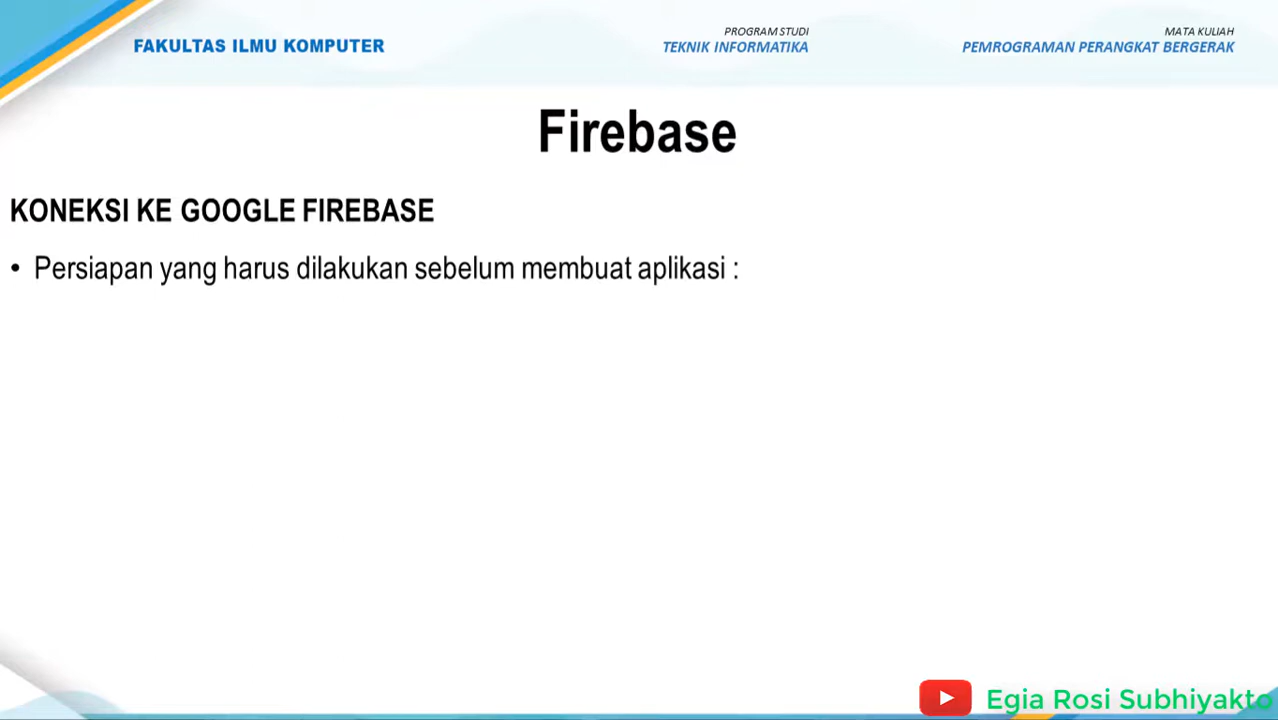 FAKULTAS ILMU KOMPUTER
PROGRAM STUDI
TEKNIK INFORMATIKA
MATA KULIAH
PEMROGRAMAN PERANGKAT BERGERAK
Firebase
KONEKSI KE GOOGLE FIREBASE
• Persiapan yang harus dilakukan sebelum membuat aplikasi :
Egia Rosi Subhiyakto